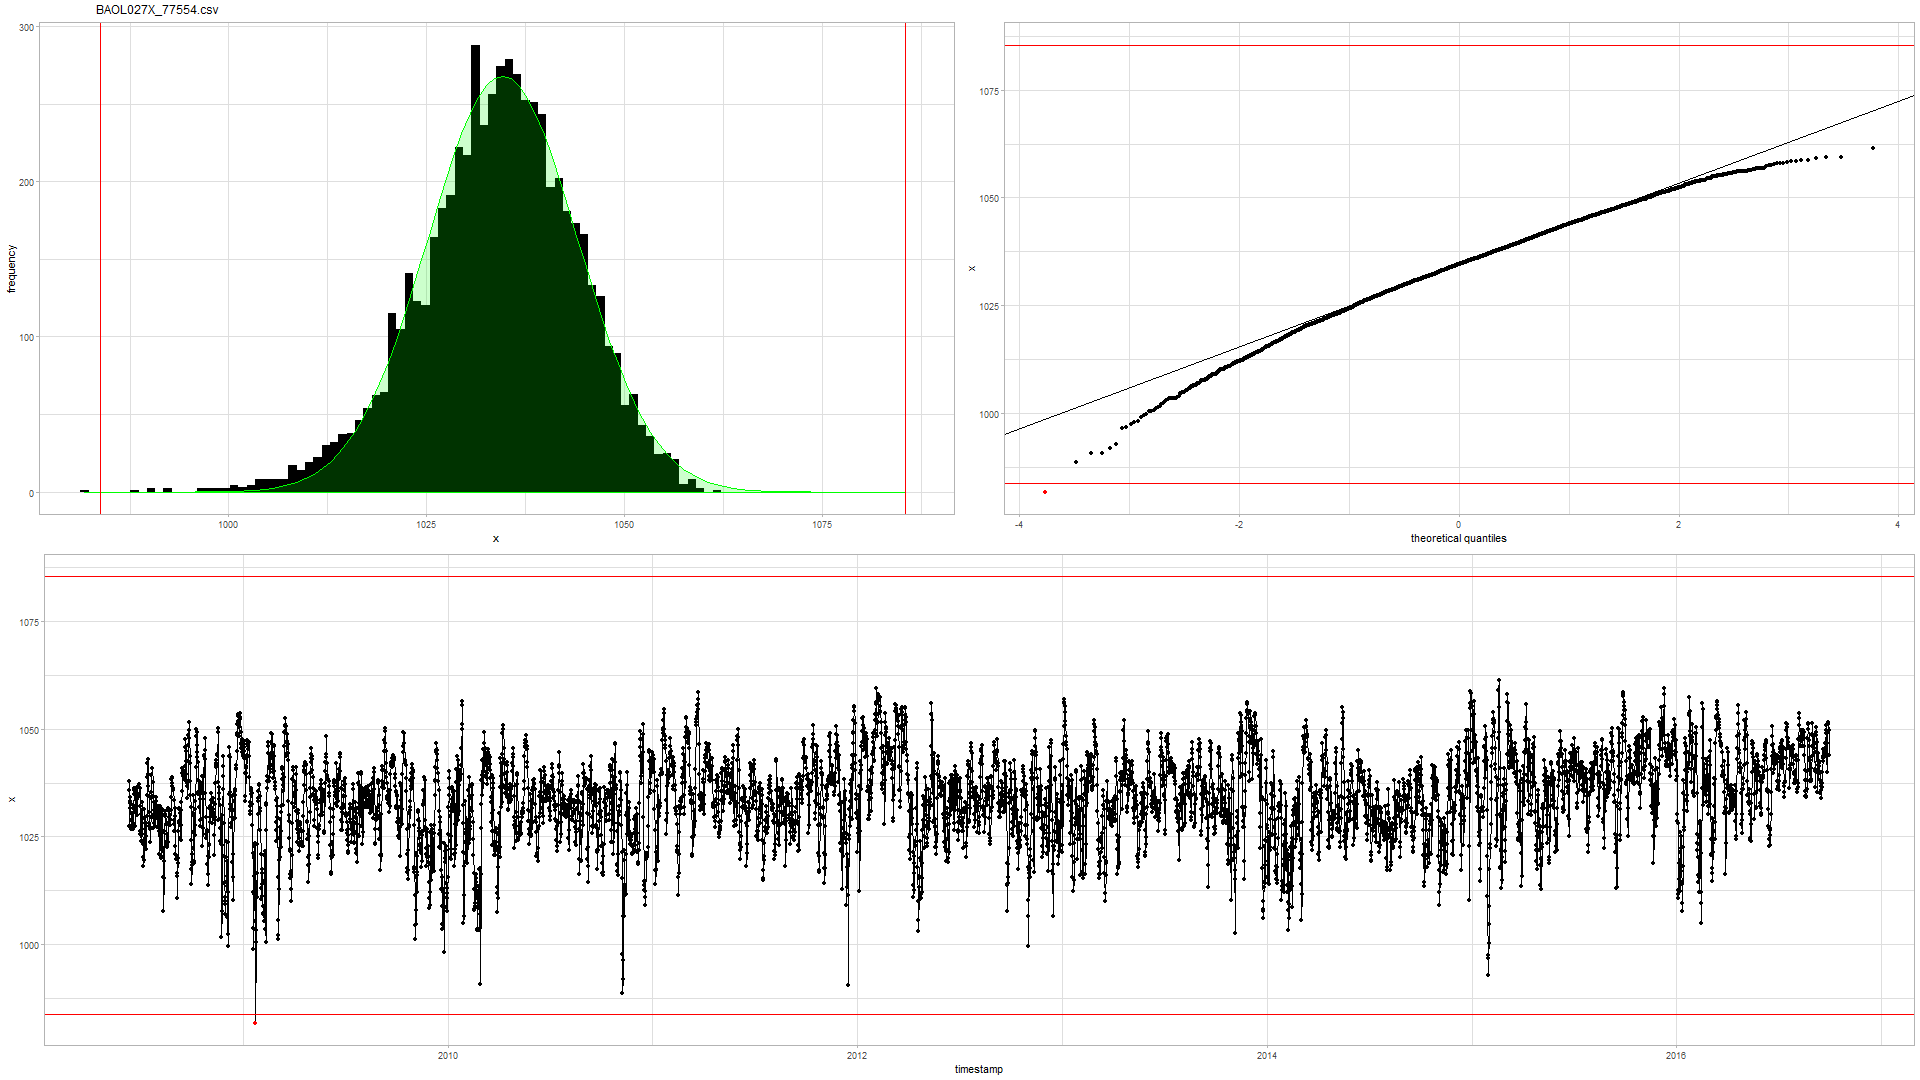 BAOL027X_77554.csv
frequency
300
200
100
0
1000 1025 1050 1075
x
x
1075
1050
1025
1000
-4 -2 0 2 4
theoretical quantiles
x
1075
1050
1025
1000
2010 2012 2014 2016
timestamp